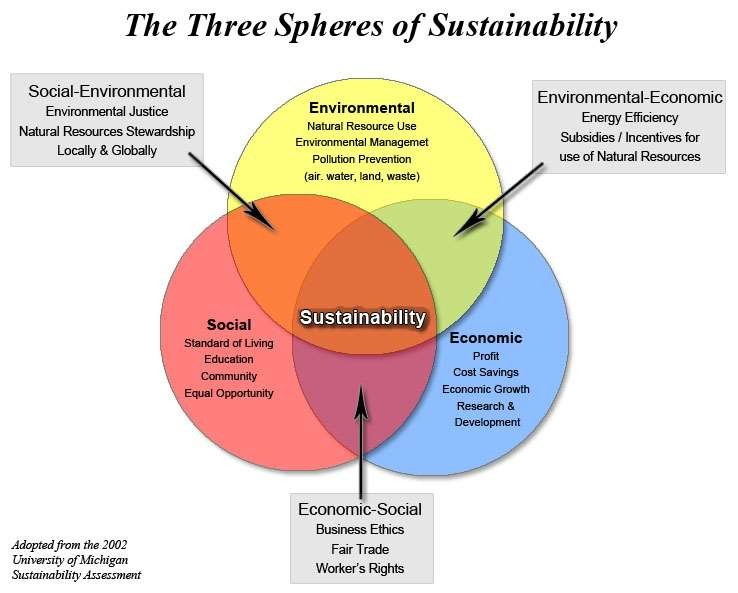 The Three Spheres of Sustainability
Social-Environmental
Environmental Justice
Natural Resources Stewardship
Locally & Globally
Environmental
Natural Resource Use
Environmental Managemet
Pollution Prevention
(air. water, land, waste)
Environmental-Economic
Energy Efficiency
Subsidies / Incentives for
use of Natural Resources
Sustainability
Social
Standard of Living
Education
Community
Equal Opportunity
Economic
Profit
Cost Savings
Economic Growth
Research &
Development
Economic-Social
Business Ethics
Fair Trade
Worker's Rights
Adopted from the 2002
University of Michigan
Sustainability Assessment